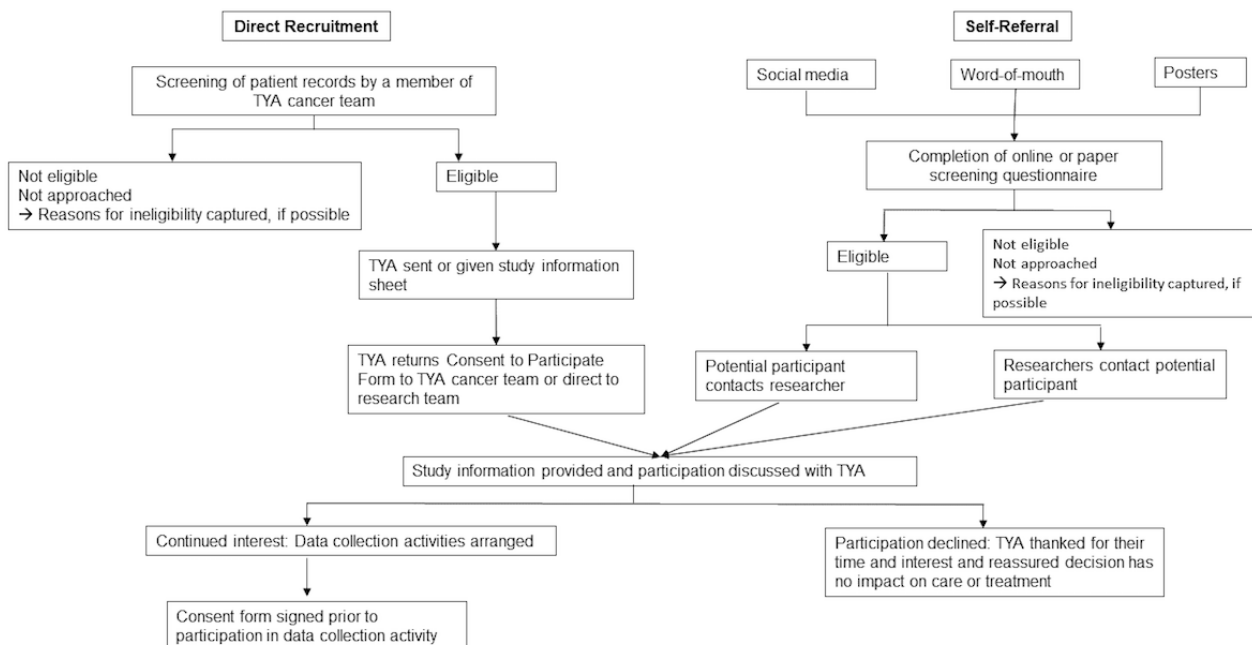 Direct Recruitment
Screening of patient records by a member of
TYA cancer team
Not eligible
Not approached
→ Reasons for ineligibility captured, if possible
Eligible
TYA sent or given study information
sheet
TYA returns Consent to Participate
Form to TYA cancer team or direct to
research team
Self-Referral
Social media
Word-of-mouth
Posters
Completion of online or paper
screening questionnaire
Eligible
Not eligible
Not approached
→ Reasons for ineligibility captured, if
possible
Potential participant
contacts researcher
Researchers contact potential
participant
Study information provided and participation discussed with TYA
Continued interest: Data collection activities arranged
Participation declined: TYA thanked for their
time and interest and reassured decision has
no impact on care or treatment
Consent form signed prior to
participation in data collection activity